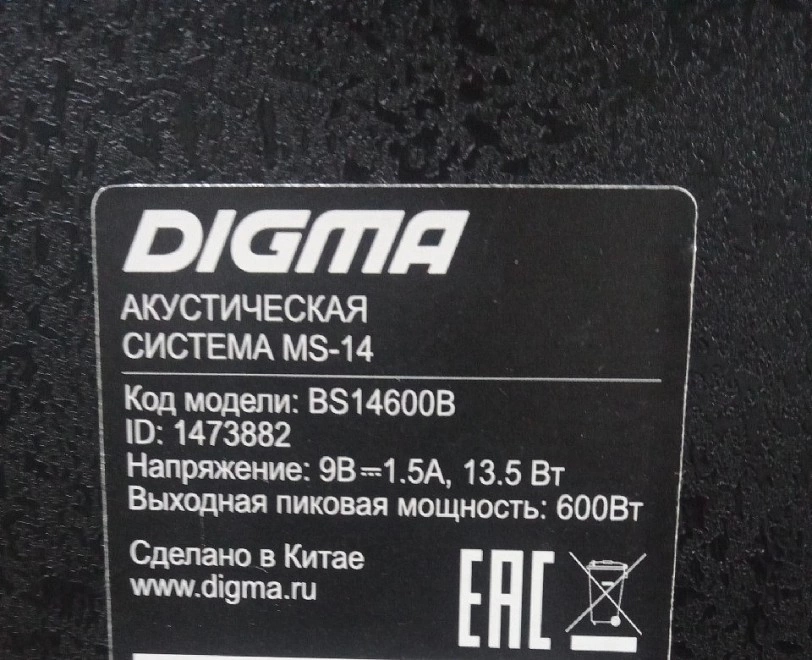 DIGMA
АКУСТИЧЕСКАЯ
СИСТЕМА MS-14
Код модели: BS14600B
ID: 1473882
Напряжение: 9В⎓1.5А, 13.5 Вт
Выходная пиковая мощность: 600Вт
Сделано в Китае
www.digma.ru
EAC